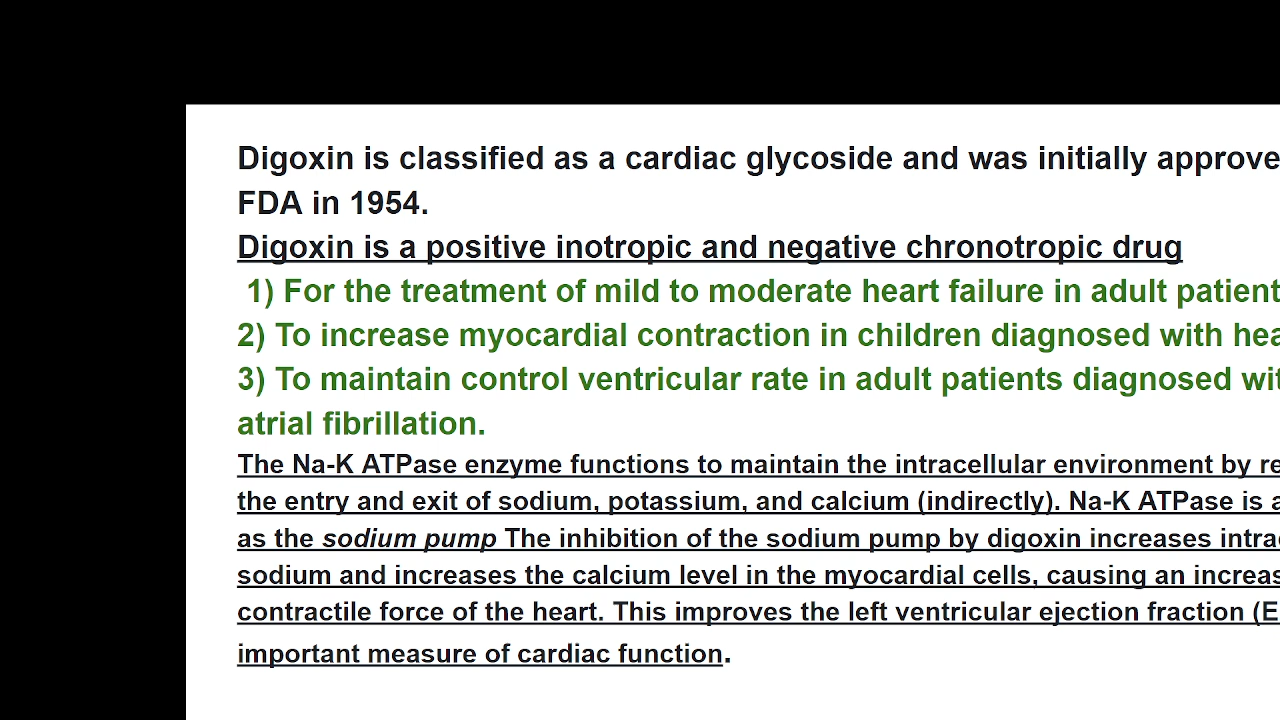 Digoxin is classified as a cardiac glycoside and was initially approve
FDA in 1954.
Digoxin is a positive inotropic and negative chronotropic drug
1) For the treatment of mild to moderate heart failure in adult patient
2) To increase myocardial contraction in children diagnosed with hea
3) To maintain control ventricular rate in adult patients diagnosed wit
atrial fibrillation.
The Na-K ATPase enzyme functions to maintain the intracellular environment by re
the entry and exit of sodium, potassium, and calcium (indirectly). Na-K ATPase is a
as the sodium pump The inhibition of the sodium pump by digoxin increases intrac
sodium and increases the calcium level in the myocardial cells, causing an increas
contractile force of the heart. This improves the left ventricular ejection fraction (E
important measure of cardiac function.